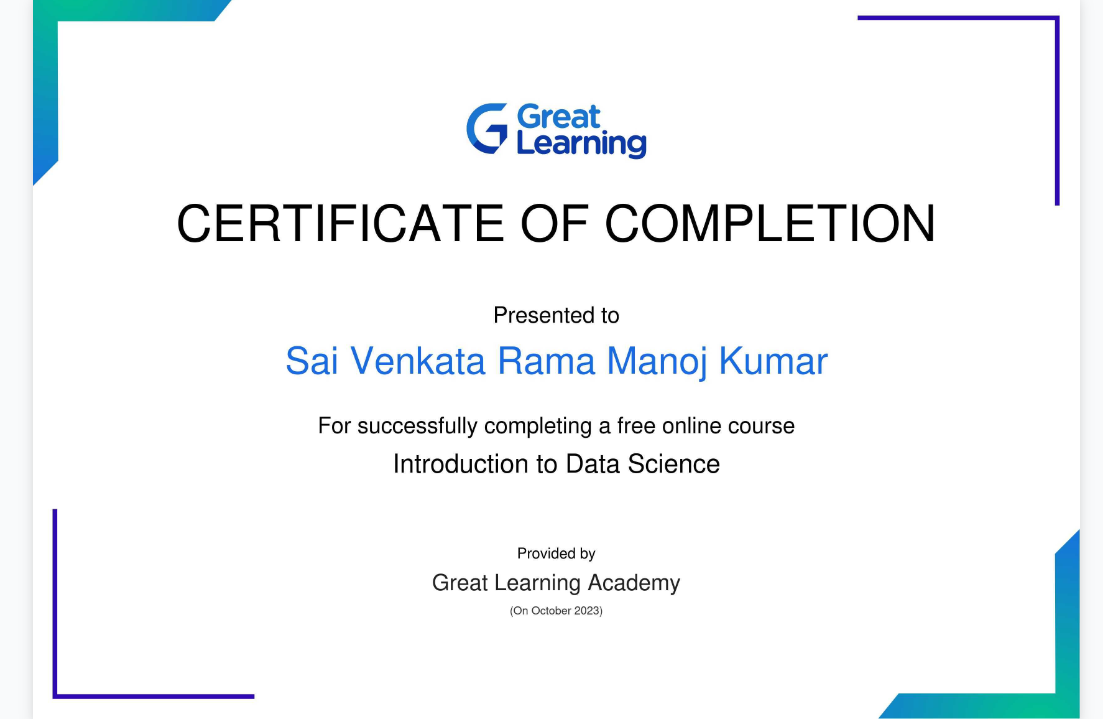 Great
Learning
CERTIFICATE OF COMPLETION
Presented to
Sai Venkata Rama Manoj Kumar
For successfully completing a free online course
Introduction to Data Science
Provided by
Great Learning Academy
(On October 2023)